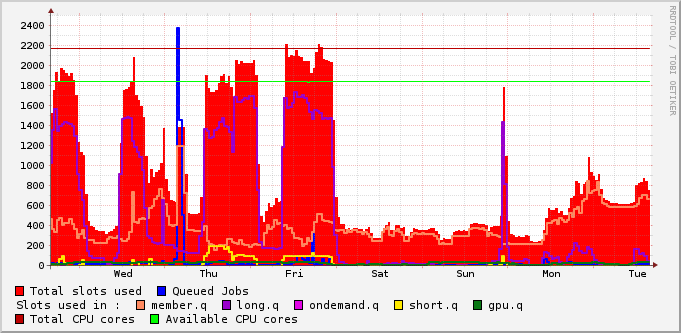 RRDTOOL / TOBI OETIKER
2400
2200
2000
1800
1600
1400
1200
1000
800
600
400
200
0
Wed Thu Fri Sat Sun Mon Tue
Total slots used Queued Jobs
Slots used in : member.q long.q ondemand.q short.q gpu.q
Total CPU cores Available CPU cores